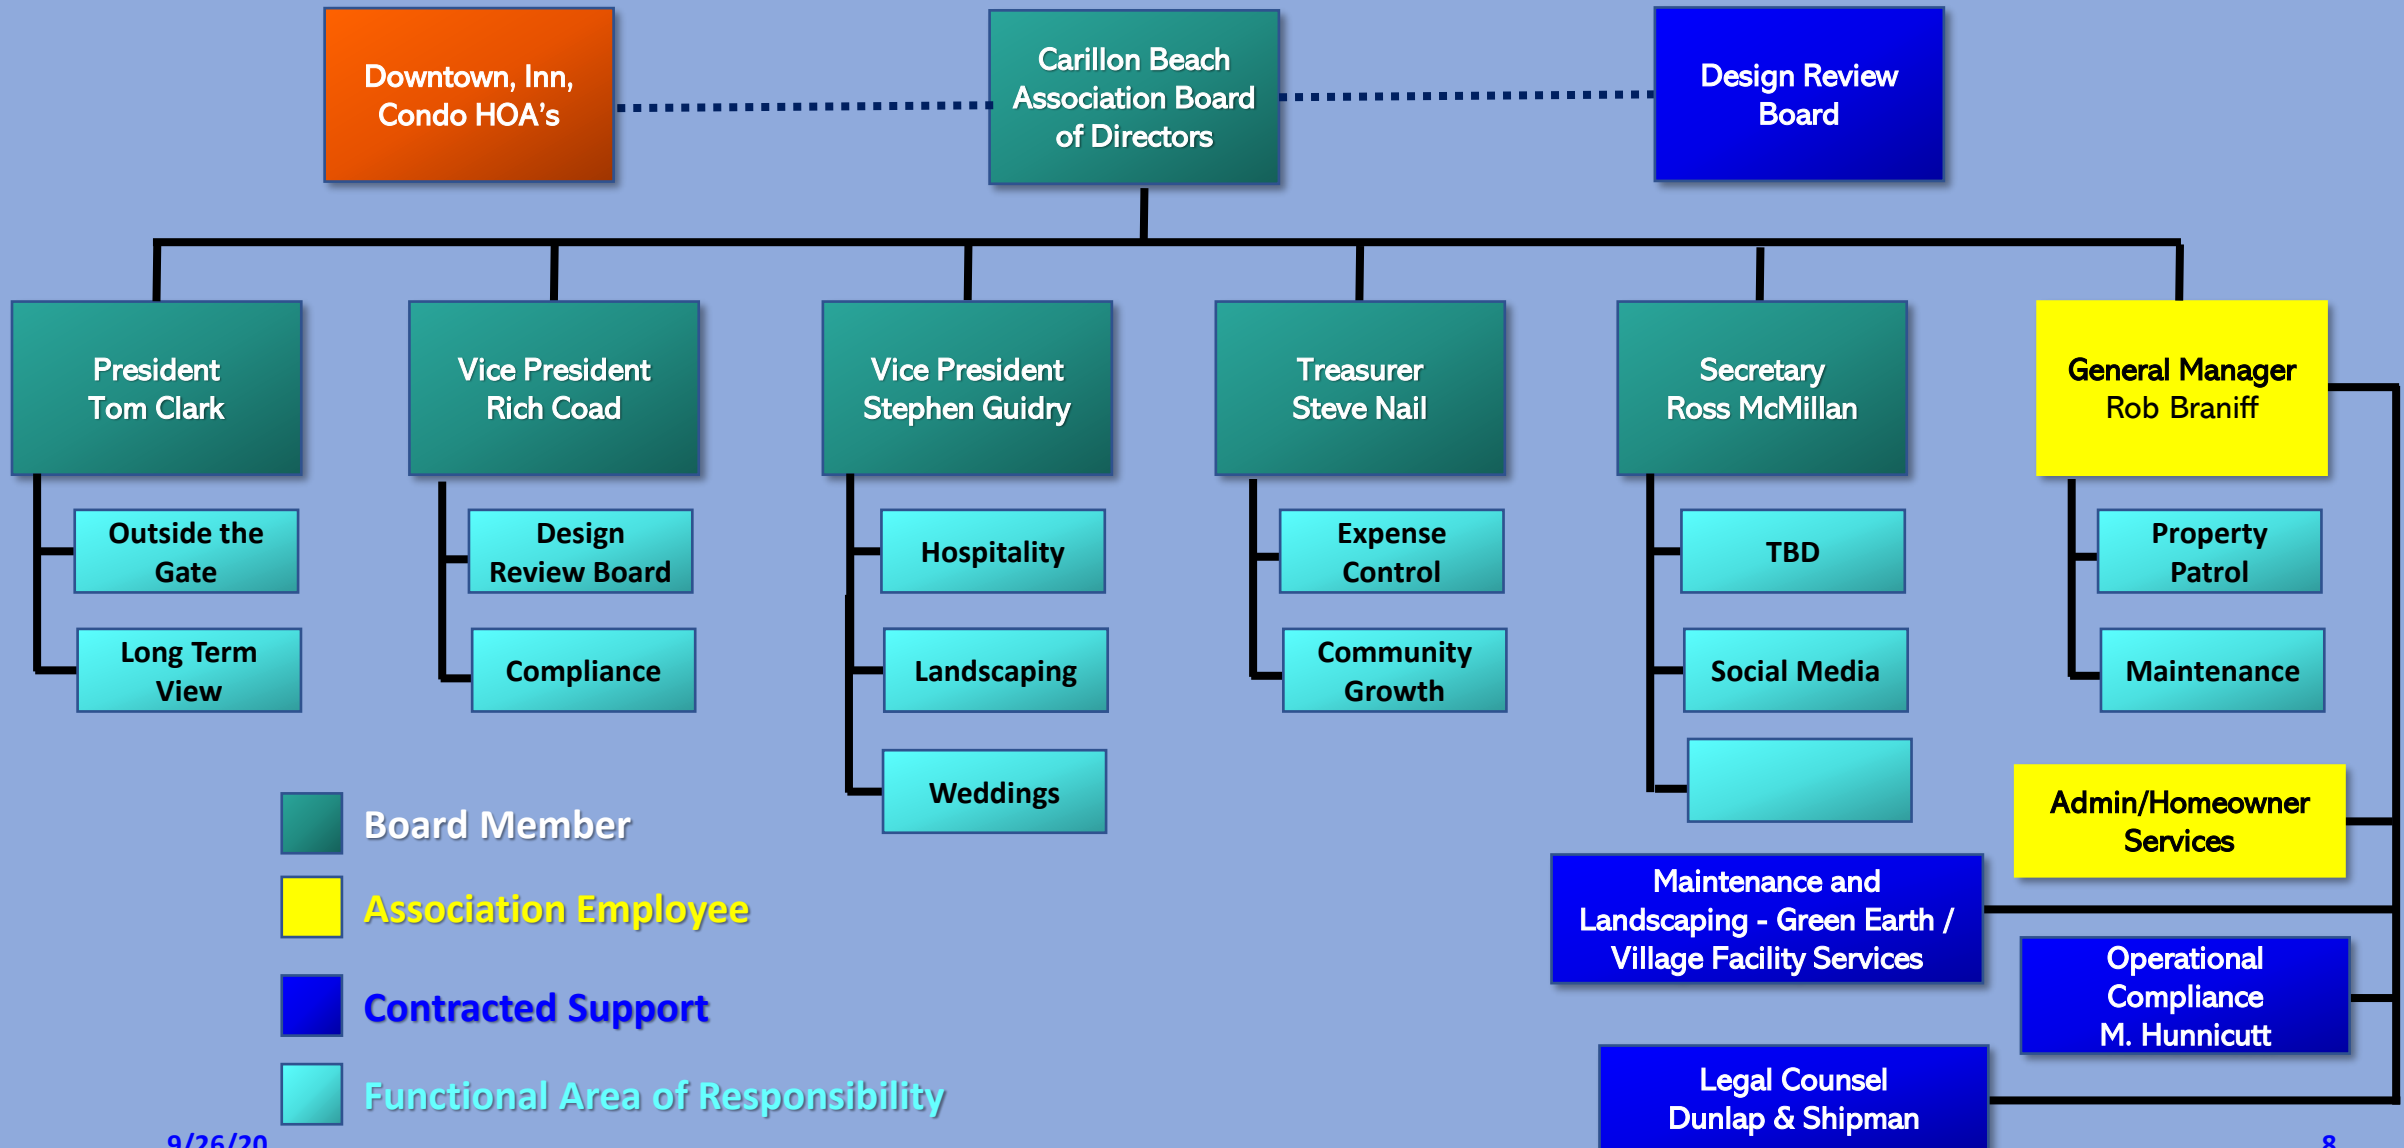 Downtown, Inn,
Condo HOA's
Carillon Beach
Association Board
of Directors
Design Review
Board
President
Tom Clark
Vice President
Rich Coad
Vice President
Stephen Guidry
Treasurer
Steve Nail
Secretary
Ross McMillan
General Manager
Rob Braniff
Outside the
Gate
Long Term
View
Design
Review Board
Compliance
Hospitality
Landscaping
Weddings
Expense
Control
Community
Growth
TBD
Social Media
Property
Patrol
Maintenance
Admin/Homeowner
Services
Maintenance and
Landscaping - Green Earth /
Village Facility Services
Operational
Compliance
M. Hunnicutt
Legal Counsel
Dunlap & Shipman
Board Member
Association Employee
Contracted Support
Functional Area of Responsibility
9/26/20
8